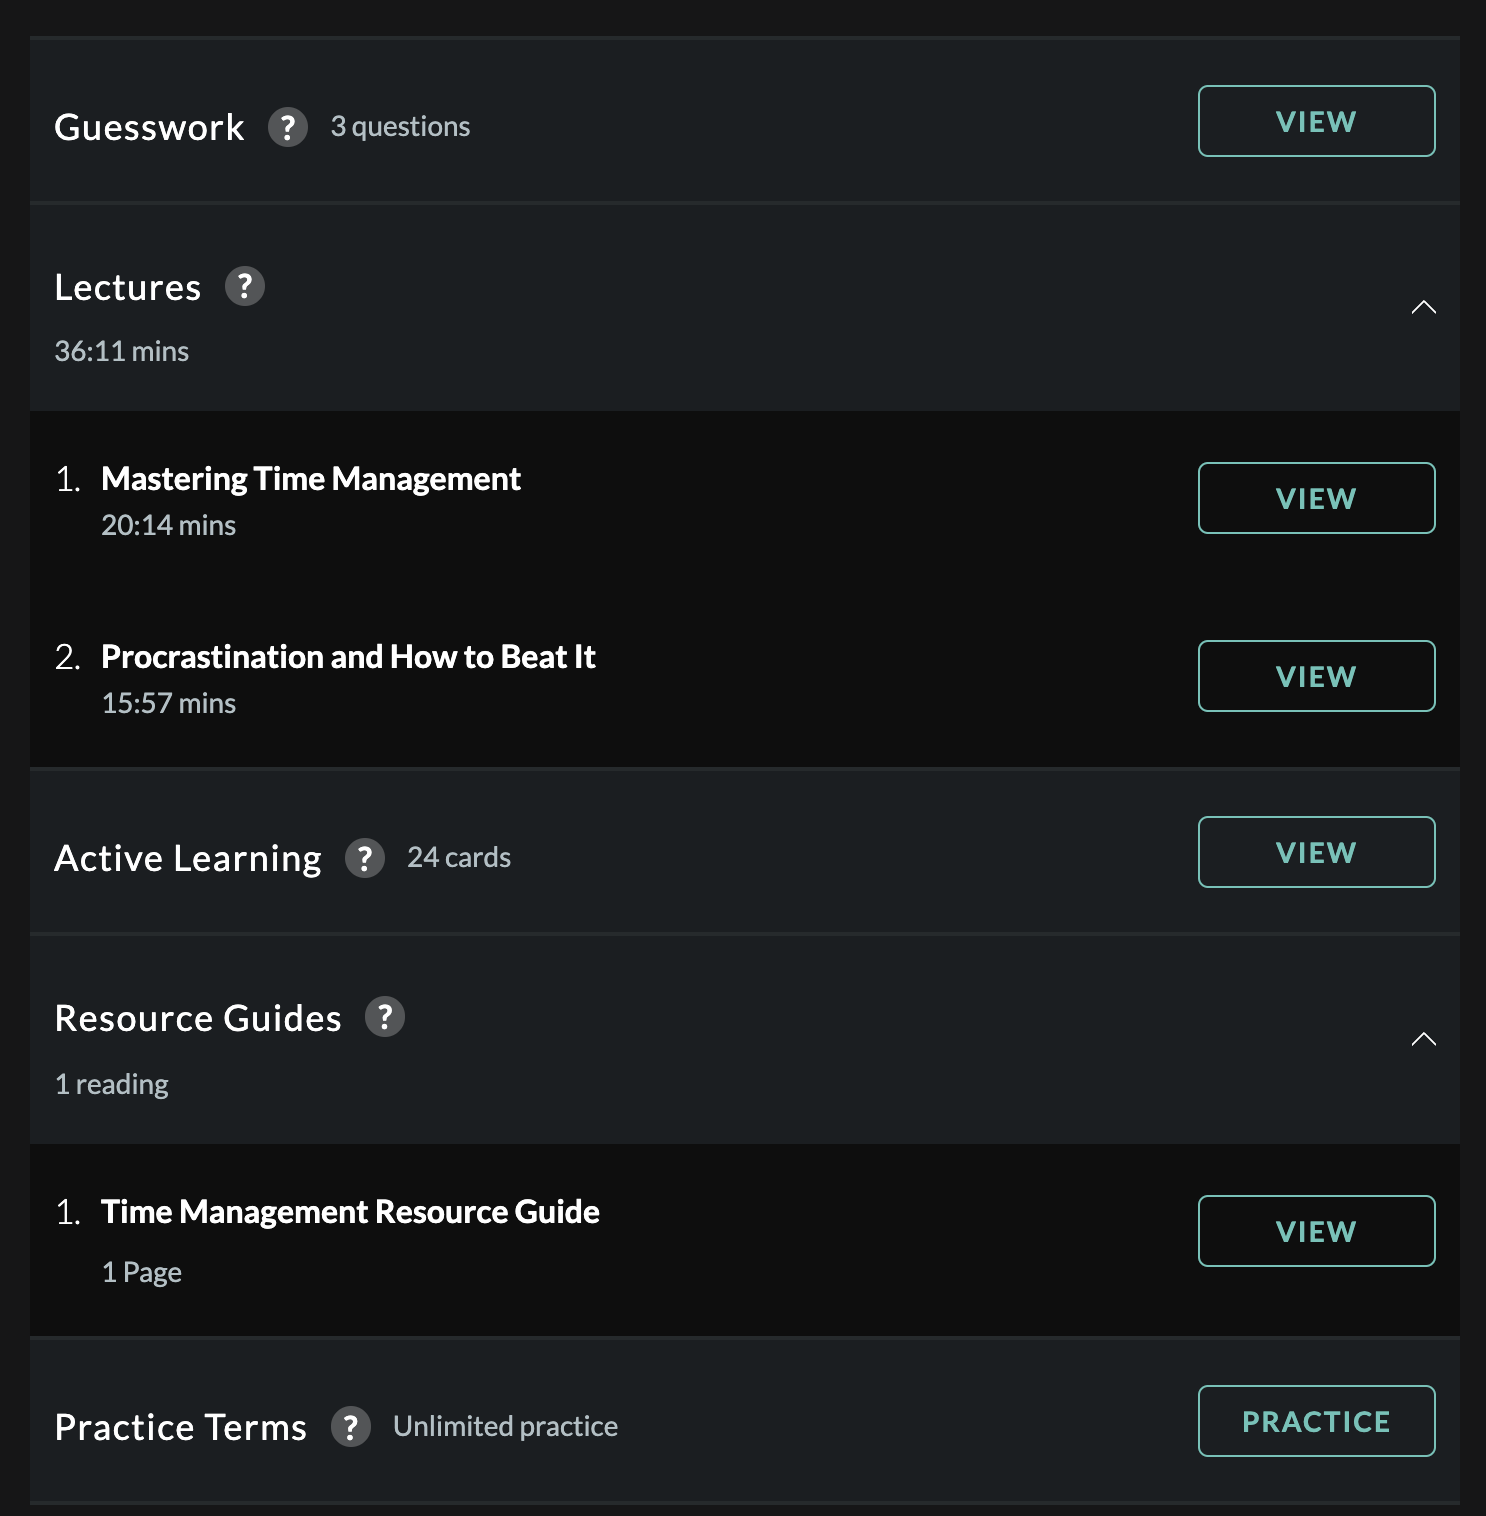 Guesswork ? 3 questions VIEW
Lectures ?
36:11 mins
1. Mastering Time Management VIEW
20:14 mins
2. Procrastination and How to Beat It VIEW
15:57 mins
Active Learning ? 24 cards VIEW
Resource Guides ?
1 reading
1. Time Management Resource Guide VIEW
1 Page
Practice Terms ? Unlimited practice PRACTICE